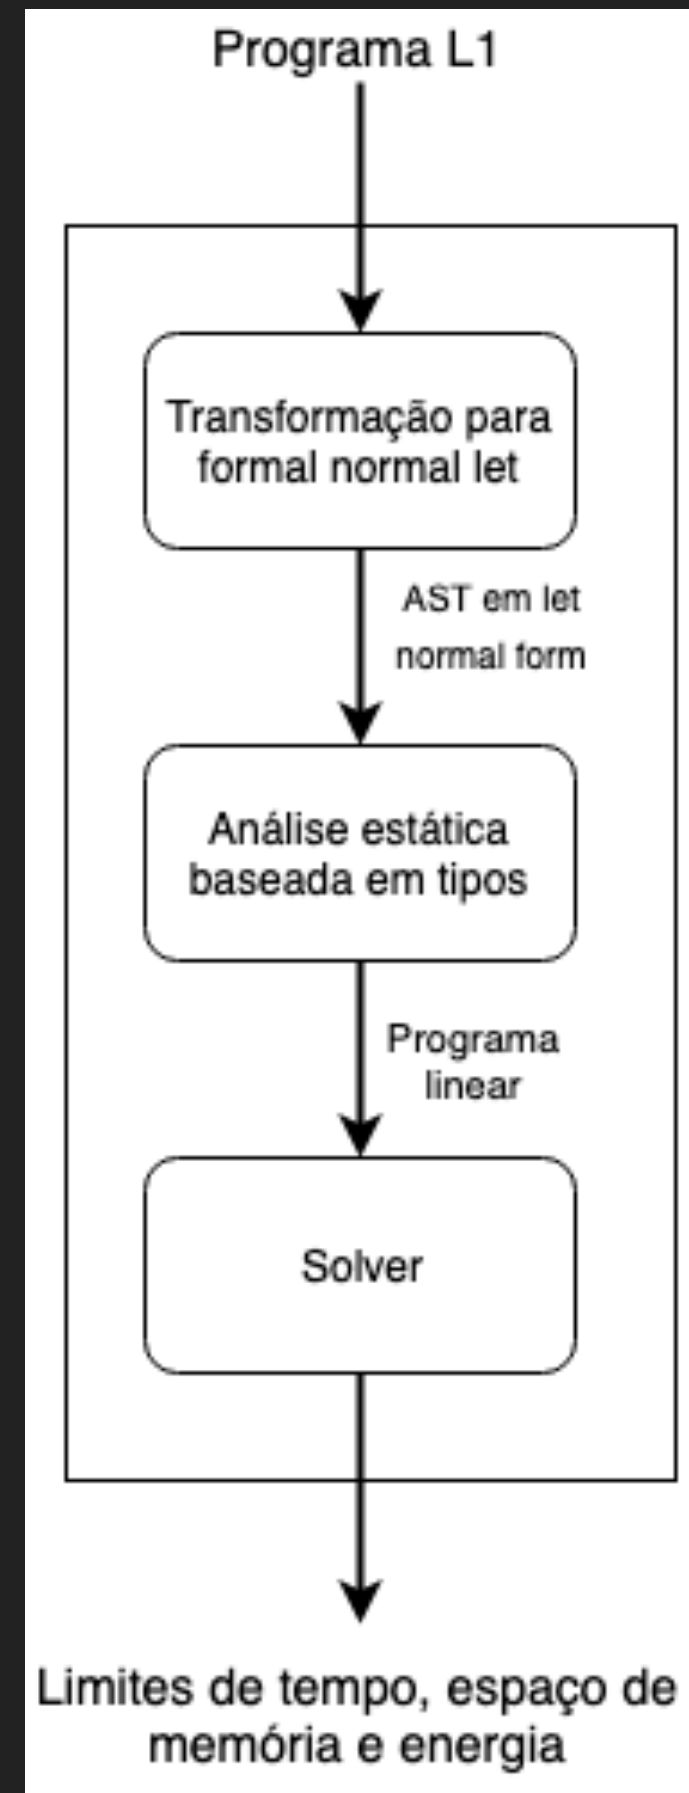 Programa L1
Transformação para
formal normal let
AST em let
normal form
Análise estática
baseada em tipos
Programa
linear
Solver
Limites de tempo, espaço de
memória e energia